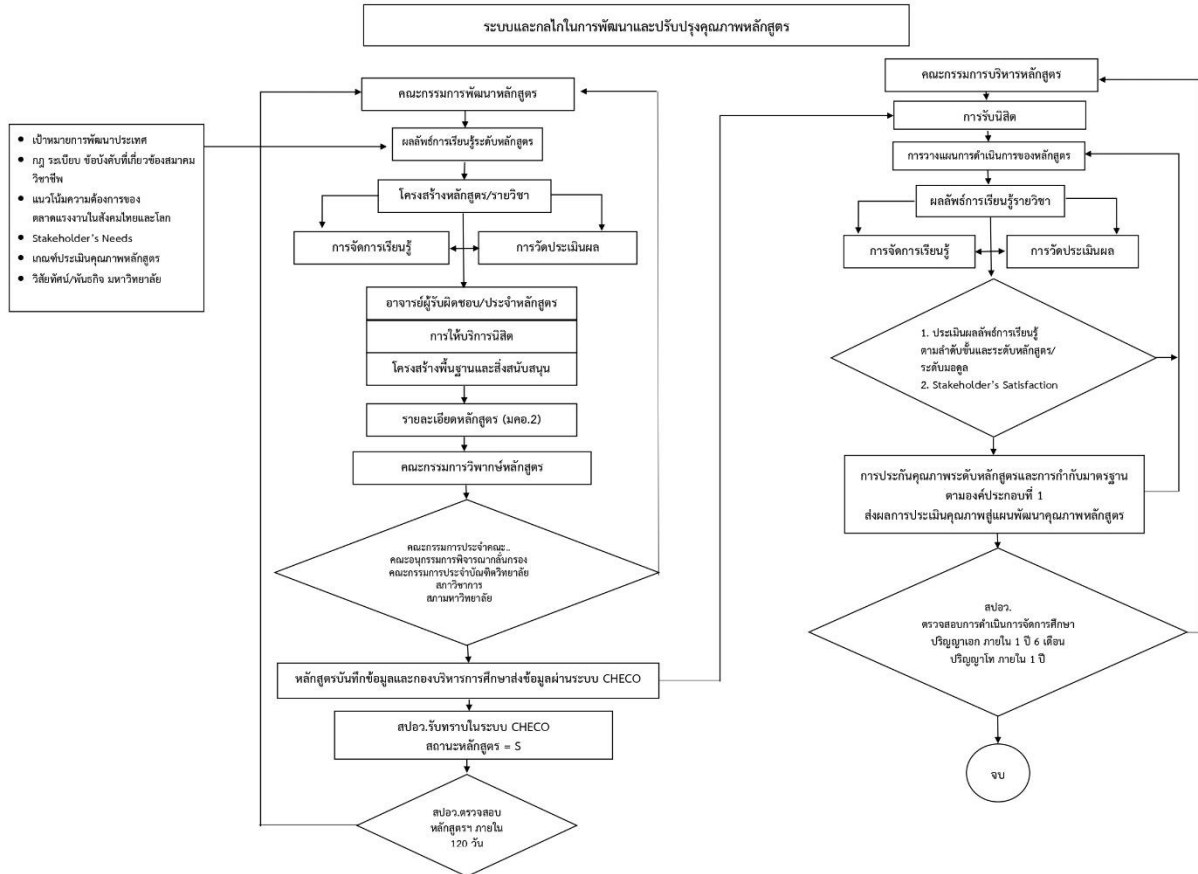 ระบบและกลไกในการพัฒนาและปรับปรุงคุณภาพหลักสูตร
คณะกรรมการพัฒนาหลักสูตร
• เป้าหมายการพัฒนาประเทศ
• กฎ ระเบียบ ข้อบังคับที่เกี่ยวข้องสมาคม
วิชาชีพ
• แนวโน้มความต้องการของ
ตลาดแรงงานในสังคมไทยและโลก
• Stakeholder's Needs
• เกณฑ์ประเมินคุณภาพหลักสูตร
• วิสัยทัศน์/พันธกิจ มหาวิทยาลัย
ผลลัพธ์การเรียนรู้ระดับหลักสูตร
โครงสร้างหลักสูตร/รายวิชา
การจัดการเรียนรู้
การวัดประเมินผล
อาจารย์ผู้รับผิดชอบ/ประจำหลักสูตร
การให้บริการนิสิต
โครงสร้างพื้นฐานและสิ่งสนับสนุน
รายละเอียดหลักสูตร (มคอ.2)
คณะกรรมการวิพากษ์หลักสูตร
คณะกรรมการประจำคณะ..
คณะอนุกรรมการพิจารณากลั่นกรอง
คณะกรรมการประจำบัณฑิตวิทยาลัย
สภาวิชาการ
สภามหาวิทยาลัย
หลักสูตรบันทึกข้อมูลและกองบริหารการศึกษาส่งข้อมูลผ่านระบบ CHECO
สปอว.รับทราบในระบบ CHECO
สถานะหลักสูตร = S
สปอว.ตรวจสอบ
หลักสูตรฯ ภายใน
120 วัน
คณะกรรมการบริหารหลักสูตร
การรับนิสิต
การวางแผนการดำเนินการของหลักสูตร
ผลลัพธ์การเรียนรู้รายวิชา
การจัดการเรียนรู้
การวัดประเมินผล
1. ประเมินผลลัพธ์การเรียนรู้
ตามลำดับขั้นและระดับหลักสูตร/
ระดับมอดูล
2. Stakeholder's Satisfaction
การประกันคุณภาพระดับหลักสูตรและการกำกับมาตรฐาน
ตามองค์ประกอบที่ 1
ส่งผลการประเมินคุณภาพสู่แผนพัฒนาคุณภาพหลักสูตร
สปอว.
ตรวจสอบการดำเนินการจัดการศึกษา
ปริญญาเอก ภายใน 1 ปี 6 เดือน
ปริญญาโท ภายใน 1 ปี
จบ